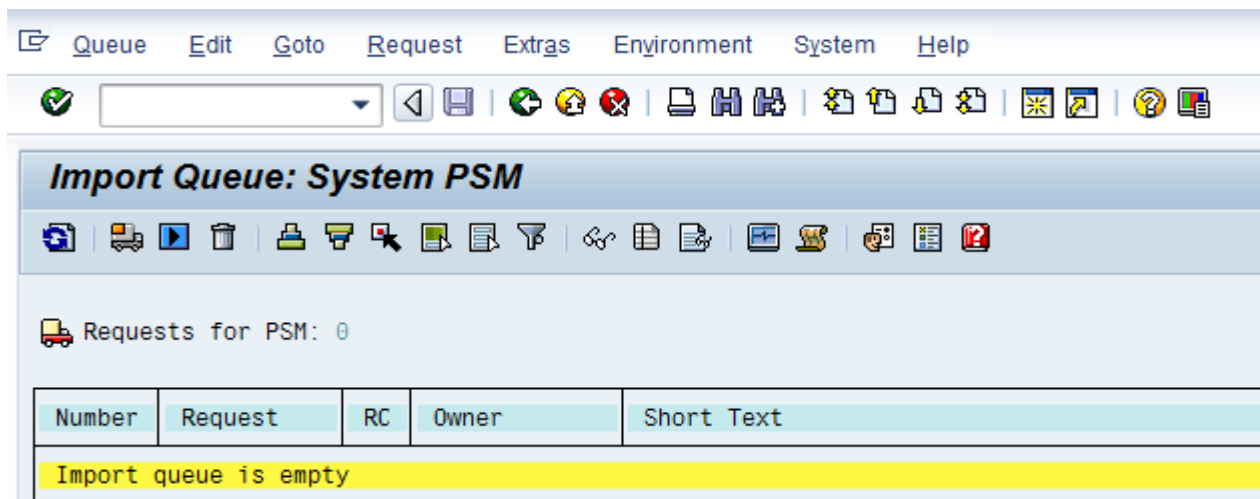 Queue Edit Goto Request Extras Environment System Help
Import Queue: System PSM
Requests for PSM: 0
Number Request RC Owner Short Text
Import queue is empty